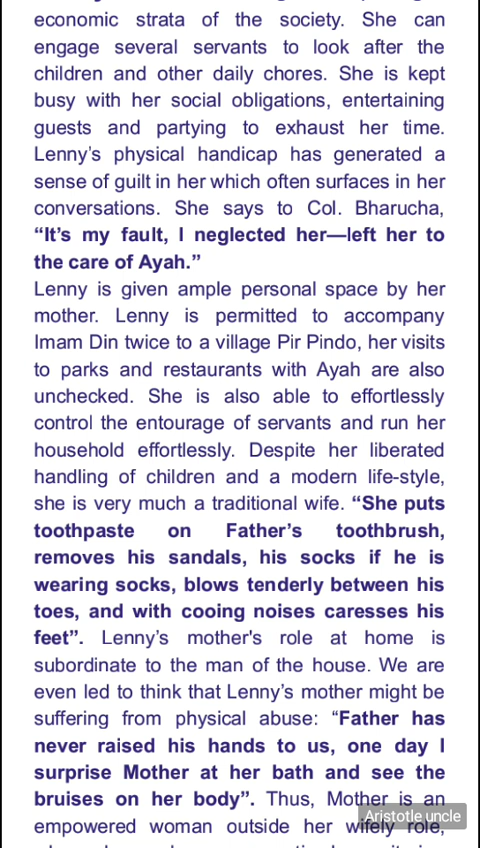 economic strata of the society. She can
engage several servants to look after the
children and other daily chores. She is kept
busy with her social obligations, entertaining
guests and partying to exhaust her time.
Lenny's physical handicap has generated a
sense of guilt in her which often surfaces in her
conversations. She says to Col. Bharucha,
“It’s my fault, I neglected her—left her to
the care of Ayah.”
Lenny is given ample personal space by her
mother. Lenny is permitted to accompany
Imam Din twice to a village Pir Pindo, her visits
to parks and restaurants with Ayah are also
unchecked. She is also able to effortlessly
control the entourage of servants and run her
household effortlessly. Despite her liberated
handling of children and a modern life-style,
she is very much a traditional wife. “She puts
toothpaste on Father’s toothbrush,
removes his sandals, his socks if he is
wearing socks, blows tenderly between his
toes, and with cooing noises caresses his
feet”. Lenny’s mother's role at home is
subordinate to the man of the house. We are
even led to think that Lenny’s mother might be
suffering from physical abuse: “Father has
never raised his hands to us, one day I
surprise Mother at her bath and see the
bruises on her body”. Thus, Mother is an
Aristotle uncle
empowered woman outside her wifely role,